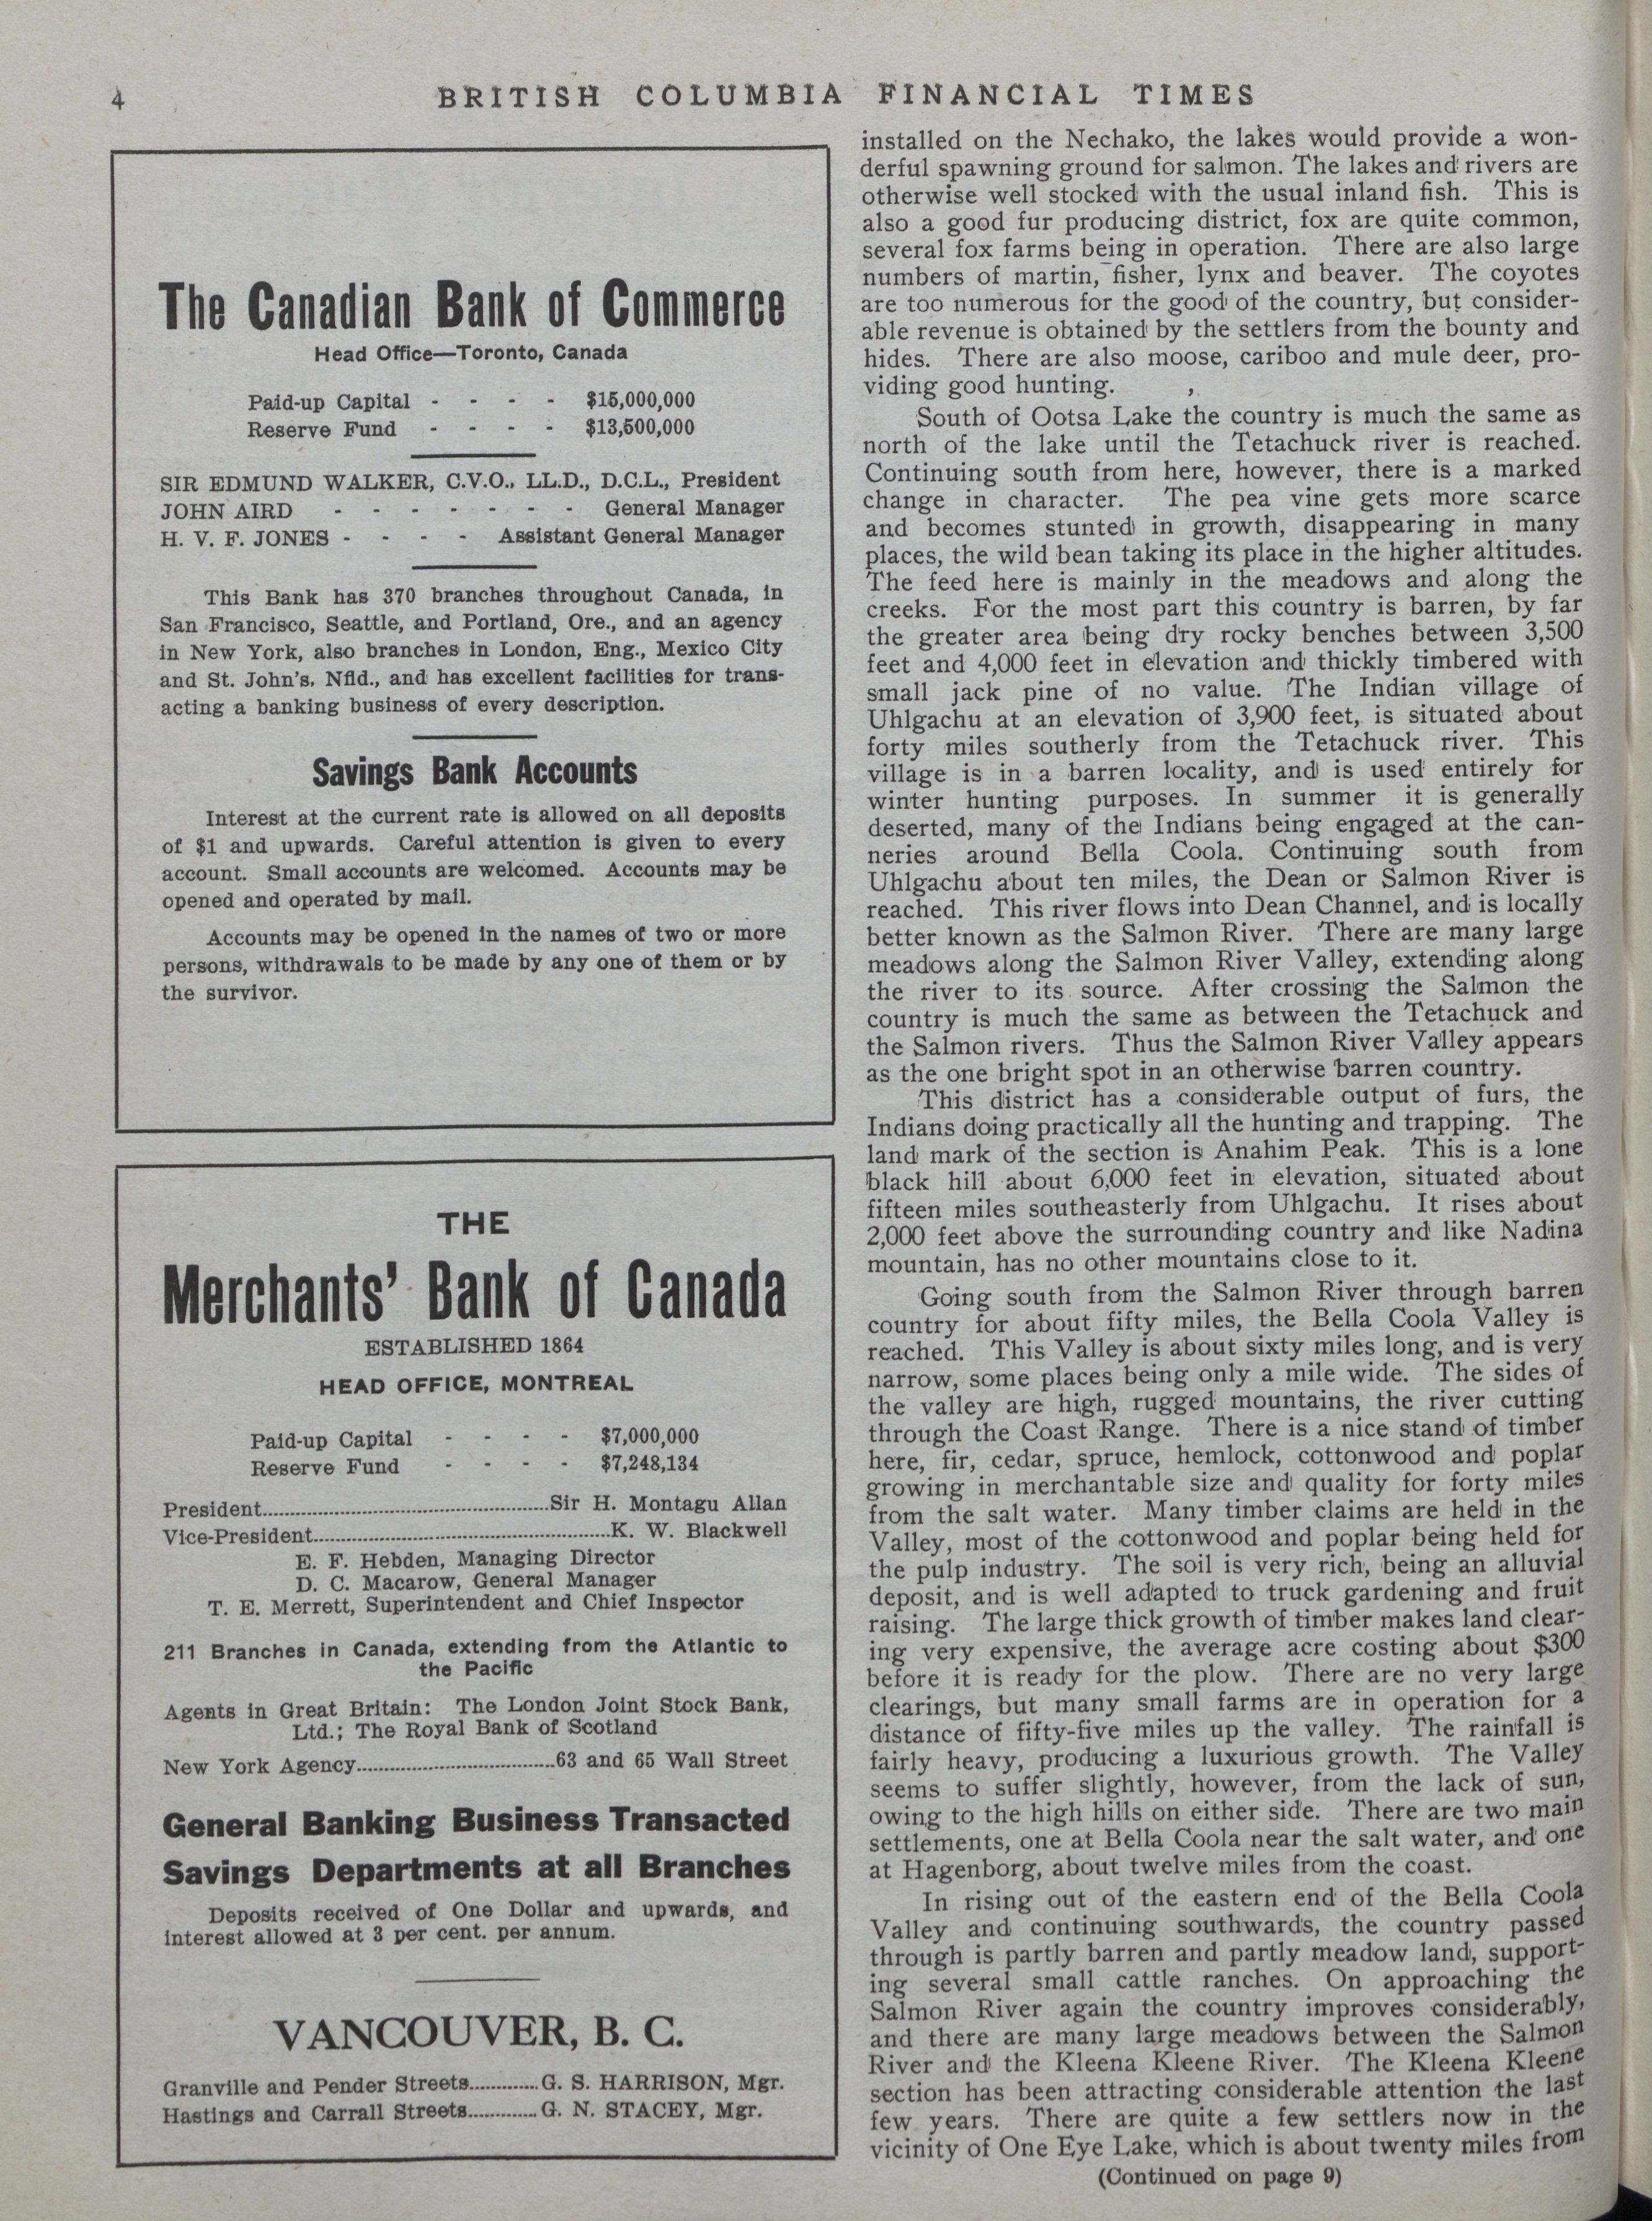 4
BRITISH COLUMBIA FINANCIAL TIMES
The Canadian Bank of Commerce
Head Office—Toronto, Canada
Paid-up Capital - - - - $15,000,000
Reserve Fund - - - - $13,500,000
SIR EDMUND WALKER, C.V.O., LL.D., D.C.L., President
JOHN AIRD - - - - - - - General Manager
H. V. F. JONES - - - - Assistant General Manager
This Bank has 370 branches throughout Canada, in
San Francisco, Seattle, and Portland, Ore., and an agency
in New York, also branches in London, Eng., Mexico City
and St. John's, Nfld., and has excellent facilities for trans-
acting a banking business of every description.
Savings Bank Accounts
Interest at the current rate is allowed on all deposits
of $1 and upwards. Careful attention is given to every
account. Small accounts are welcomed. Accounts may be
opened and operated by mail.
Accounts may be opened in the names of two or more
persons, withdrawals to be made by any one of them or by
the survivor.
THE
Merchants' Bank of Canada
ESTABLISHED 1864
HEAD OFFICE, MONTREAL
Paid-up Capital - - - - $7,000,000
Reserve Fund - - - - $7,248,134
President..........Sir H. Montagu Allan
Vice-President..........K. W. Blackwell
E. F. Hebden, Managing Director
D. C. Macarow, General Manager
T. E. Merrett, Superintendent and Chief Inspector
211 Branches in Canada, extending from the Atlantic to
the Pacific
Agents in Great Britain: The London Joint Stock Bank,
Ltd.; The Royal Bank of Scotland
New York Agency..........63 and 65 Wall Street
General Banking Business Transacted
Savings Departments at all Branches
Deposits received of One Dollar and upwards, and
interest allowed at 3 per cent. per annum.
VANCOUVER, B. C.
Granville and Pender Streets..........G. S. HARRISON, Mgr.
Hastings and Carrall Streets..........G. N. STACEY, Mgr.
installed on the Nechako, the lakes would provide a won-
derful spawning ground for salmon. The lakes and rivers are
otherwise well stocked with the usual inland fish. This is
also a good fur producing district, fox are quite common,
several fox farms being in operation. There are also large
numbers of martin, fisher, lynx and beaver. The coyotes
are too numerous for the good of the country, but consider-
able revenue is obtained by the settlers from the bounty and
hides. There are also moose, cariboo and mule deer, pro-
viding good hunting.
South of Ootsa Lake the country is much the same as
north of the lake until the Tetachuck river is reached.
Continuing south from here, however, there is a marked
change in character. The pea vine gets more scarce
and becomes stunted in growth, disappearing in many
places, the wild bean taking its place in the higher altitudes.
The feed here is mainly in the meadows and along the
creeks. For the most part this country is barren, by far
the greater area being dry rocky benches between 3,500
feet and 4,000 feet in elevation and thickly timbered with
small jack pine of no value. The Indian village of
Uhlgachu at an elevation of 3,900 feet, is situated about
forty miles southerly from the Tetachuck river. This
village is in a barren locality, and is used entirely for
winter hunting purposes. In summer it is generally
deserted, many of the Indians being engaged at the can-
neries around Bella Coola. Continuing south from
Uhlgachu about ten miles, the Dean or Salmon River is
reached. This river flows into Dean Channel, and is locally
better known as the Salmon River. There are many large
meadows along the Salmon River Valley, extending along
the river to its source. After crossing the Salmon the
country is much the same as between the Tetachuck and
the Salmon rivers. Thus the Salmon River Valley appears
as the one bright spot in an otherwise barren country.
This district has a considerable output of furs, the
Indians doing practically all the hunting and trapping. The
land mark of the section is Anahim Peak. This is a lone
black hill about 6,000 feet in elevation, situated about
fifteen miles southeasterly from Uhlgachu. It rises about
2,000 feet above the surrounding country and like Nadina
mountain, has no other mountains close to it.
Going south from the Salmon River through barren
country for about fifty miles, the Bella Coola Valley is
reached. This Valley is about sixty miles long, and is very
narrow, some places being only a mile wide. The sides of
the valley are high, rugged mountains, the river cutting
through the Coast Range. There is a nice stand of timber
here, fir, cedar, spruce, hemlock, cottonwood and poplar
growing in merchantable size and quality for forty miles
from the salt water. Many timber claims are held in the
Valley, most of the cottonwood and poplar being held for
the pulp industry. The soil is very rich, being an alluvial
deposit, and is well adapted to truck gardening and fruit
raising. The large thick growth of timber makes land clear-
ing very expensive, the average acre costing about $300
before it is ready for the plow. There are no very large
clearings, but many small farms are in operation for a
distance of fifty-five miles up the valley. The rainfall is
fairly heavy, producing a luxurious growth. The Valley
seems to suffer slightly, however, from the lack of sun,
owing to the high hills on either side. There are two main
settlements, one at Bella Coola near the salt water, and one
at Hagenborg, about twelve miles from the coast.
In rising out of the eastern end of the Bella Coola
Valley and continuing southwards, the country passed
through is partly barren and partly meadow land, support-
ing several small cattle ranches. On approaching the
Salmon River again the country improves considerably,
and there are many large meadows between the Salmon
River and the Kleena Kleene River. The Kleena Kleene
section has been attracting considerable attention the last
few years. There are quite a few settlers now in the
vicinity of One Eye Lake, which is about twenty miles from
(Continued on page 9)